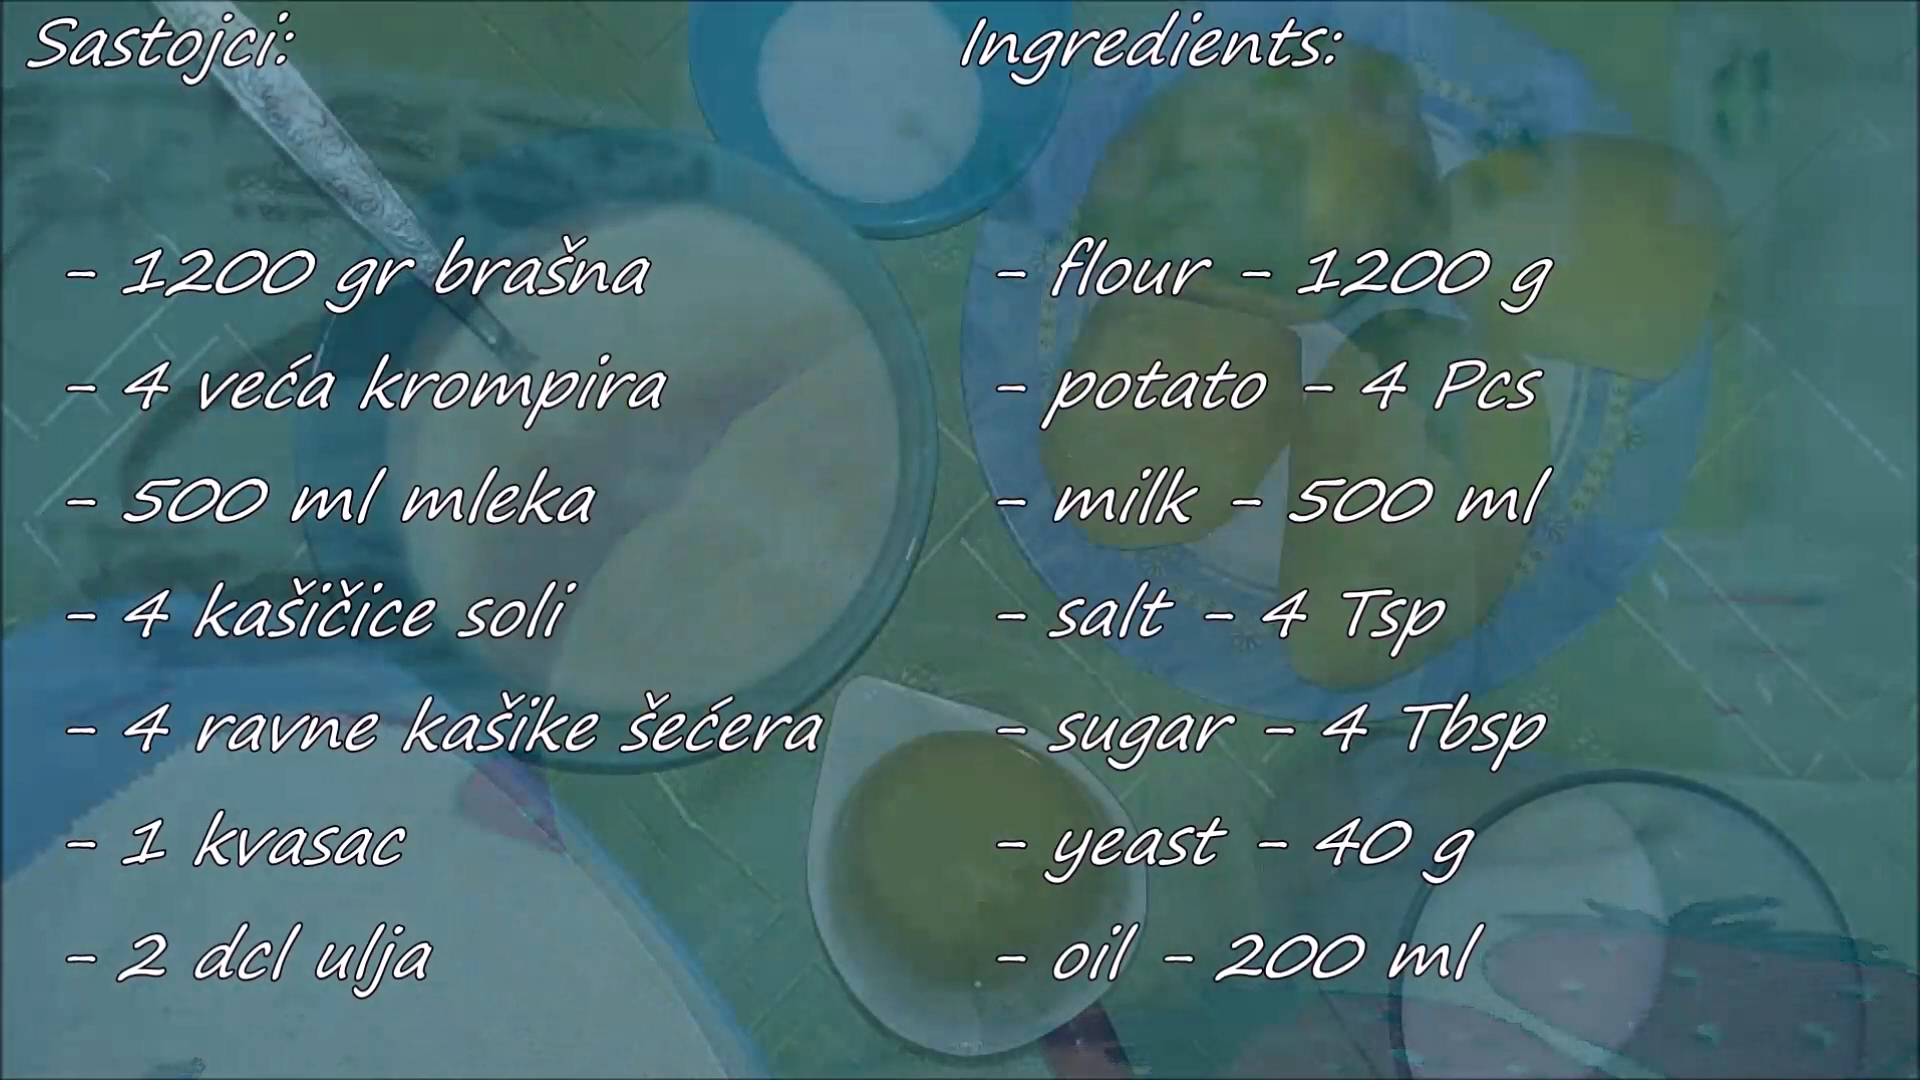 Sastojci:
- 1200 gr brašna
- 4 veća krompira
- 500 ml mleka
- 4 kašičice soli
- 4 ravne kašike šećera
- 1 kvasac
- 2 dcl ulja
Ingredients:
- flour - 1200 g
- potato - 4 Pcs
- milk - 500 ml
- salt - 4 Tsp
- sugar - 4 Tbsp
- yeast - 40 g
- oil - 200 ml